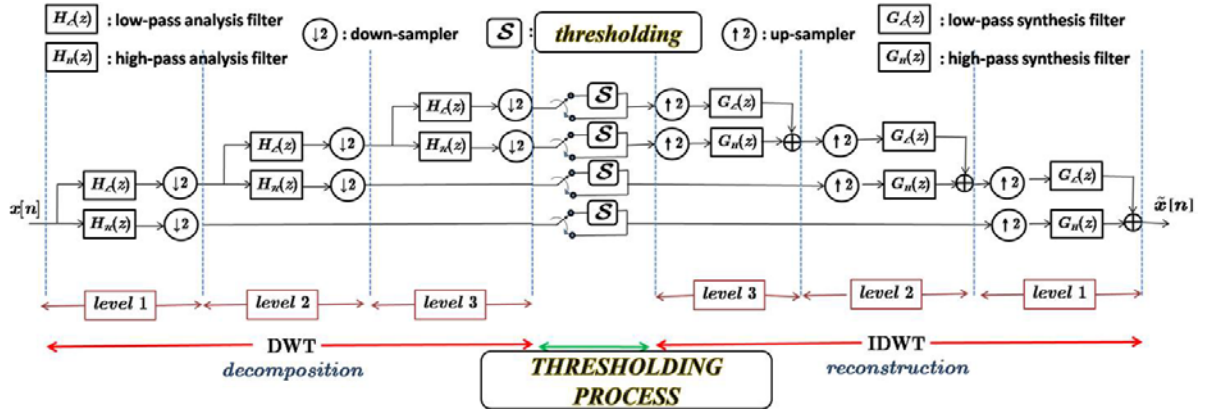 H_L(z) : low-pass analysis filter
H_H(z) : high-pass analysis filter
↓2 : down-sampler
S : thresholding
↑2 : up-sampler
G_L(z) : low-pass synthesis filter
G_H(z) : high-pass synthesis filter
H_L(z) ↓2 S ↑2 G_L(z)
H_L(z) ↓2 H_H(z) ↓2 S ↑2 G_H(z) ↑2 G_L(z)
x[n] H_L(z) ↓2 H_H(z) ↓2 S ↑2 G_H(z) ↑2 G_L(z) x̃[n]
H_H(z) ↓2 S ↑2 G_H(z)
level 1 level 2 level 3 level 3 level 2 level 1
DWT IDWT
decomposition reconstruction
THRESHOLDING
PROCESS